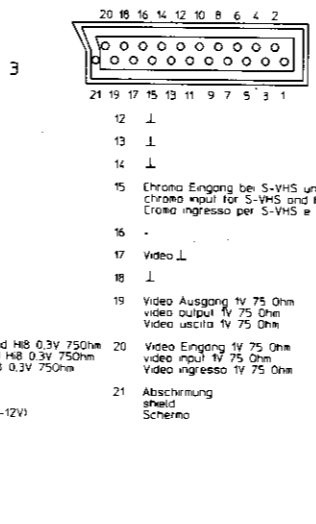 20 18 16 14 12 10 8 6 4 2
3
21 19 17 15 13 11 9 7 5 3 1
12 ⊥
13 ⊥
14 ⊥
15 Chroma Eingang bei S-VHS un
chroma input for S-VHS and
Croma ingresso per S-VHS e
16 -
17 Video ⊥
18 ⊥
19 Video Ausgang 1V 75 Ohm
video output 1V 75 Ohm
Video uscita 1V 75 Ohm
d Hi8 0.3V 75Ohm
Hi8 0.3V 75Ohm
0.3V 75Ohm
20 Video Eingang 1V 75 Ohm
video input 1V 75 Ohm
Video ingresso 1V 75 Ohm
21 Abschirmung
shield
Schermo
-12V)